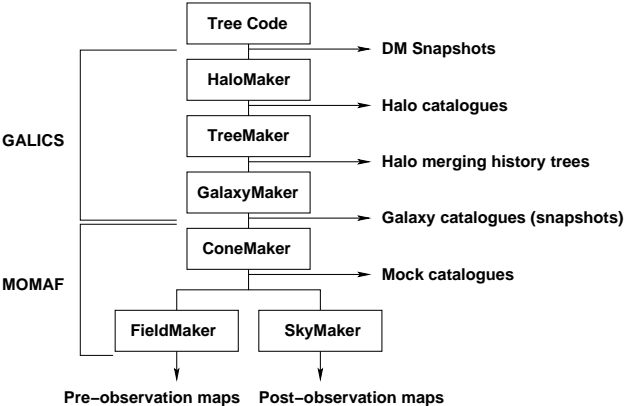 Tree Code
DM Snapshots
HaloMaker
Halo catalogues
TreeMaker
GALICS
Halo merging history trees
GalaxyMaker
Galaxy catalogues (snapshots)
ConeMaker
Mock catalogues
MOMAF
FieldMaker
SkyMaker
Pre−observation maps
Post−observation maps